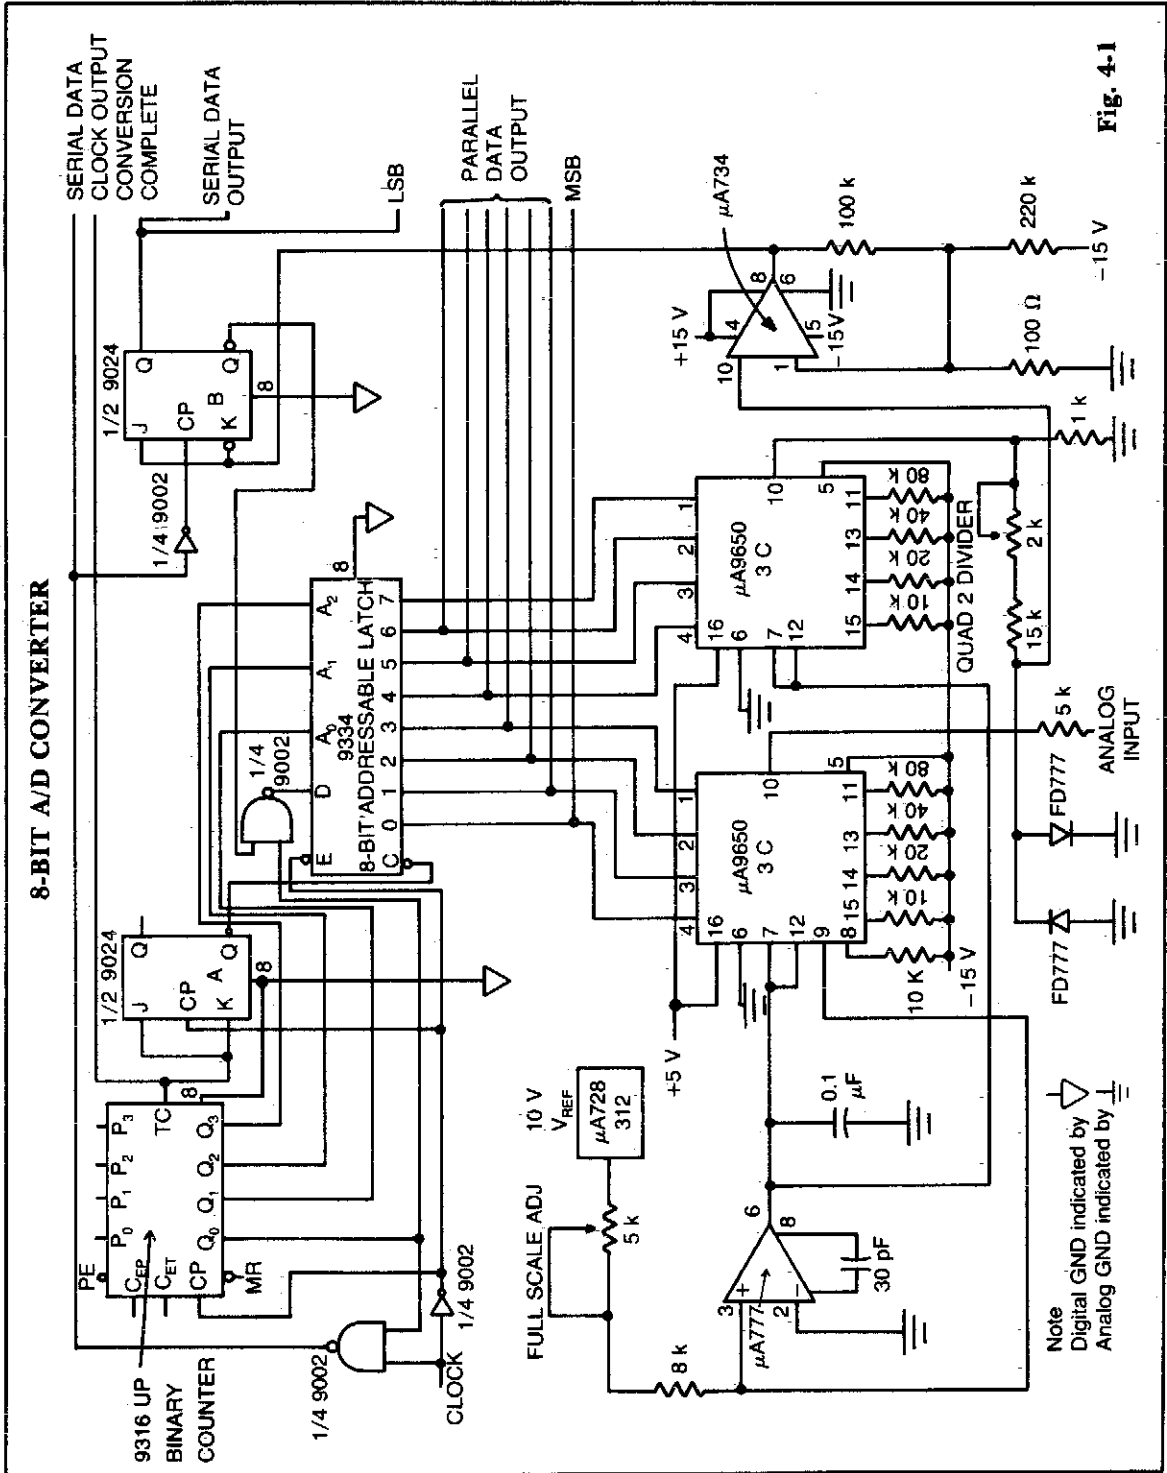 8-BIT A/D CONVERTER
SERIAL DATA
CLOCK OUTPUT
CONVERSION
COMPLETE
SERIAL DATA
OUTPUT
LSB
PARALLEL
DATA
OUTPUT
MSB
9316 UP
BINARY
COUNTER
PE
P0
P1
P2
P3
CEP
CET
CP
TC
MR
Q0
Q1
Q2
Q3
8
1/4 9002
CLOCK
1/4 9002
1/2 9024
J
Q
CP
K
A
Q
8
1/4
9002
E
D
A0
A1
A2
9334
8-BIT ADDRESSABLE LATCH
C
0
1
2
3
4
5
6
7
8
1/4 9002
1/2 9024
J
Q
CP
K
B
Q
8
FULL SCALE ADJ
5 k
10 V
VREF
µA728
312
8 k
3
+
2
−
6
8
µA777
30 pF
0.1
µF
+5 V
4
3
2
1
16
6
7
12
9
8
15
14
13
11
5
10
µA9650
3 C
10 K
10 k
20 k
40 k
80 k
−15 V
4
3
2
1
16
6
7
12
15
14
13
11
5
10
µA9650
3 C
10 k
20 k
40 k
80 k
QUAD 2 DIVIDER
15 k
2 k
1 k
5 k
ANALOG
INPUT
FD777
FD777
+15 V
10
4
1
5
8
6
−15 V
µA734
100 k
100 Ω
220 k
−15 V
Note
Digital GND indicated by
Analog GND indicated by
Fig. 4-1